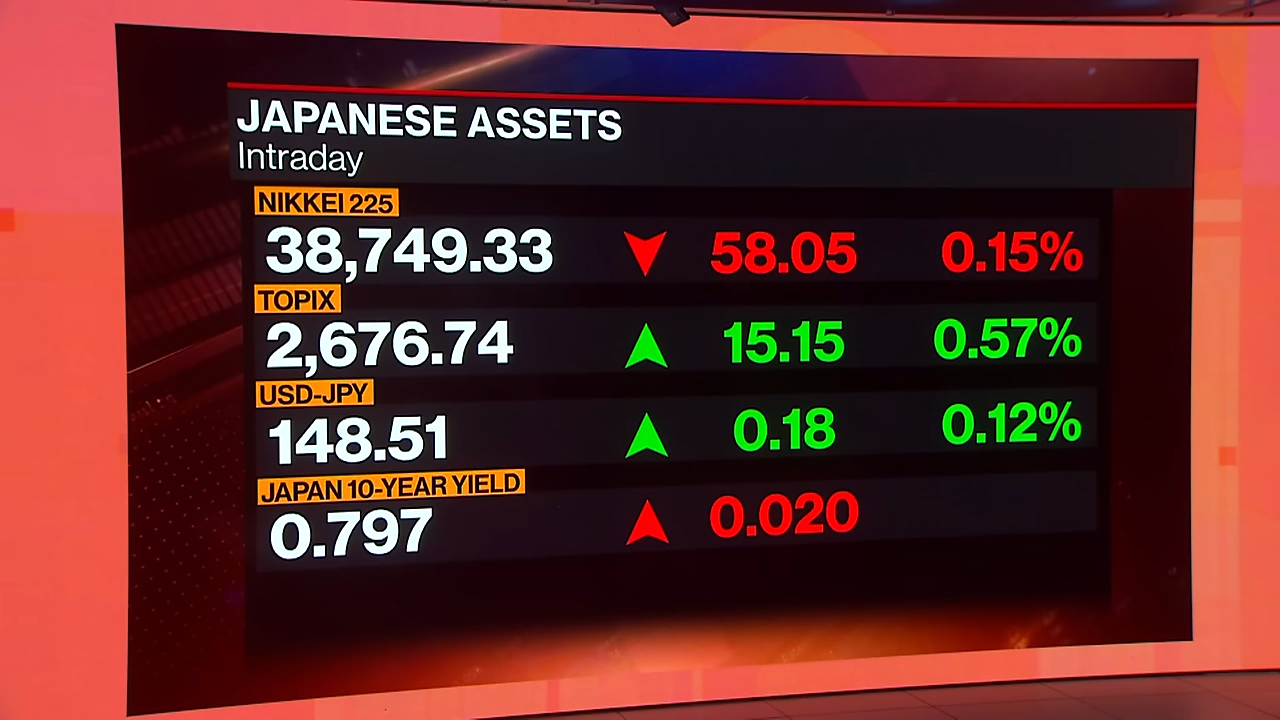 JAPANESE ASSETS
Intraday
NIKKEI 225
38,749.33 ▼ 58.05 0.15%
TOPIX
2,676.74 ▲ 15.15 0.57%
USD-JPY
148.51 ▲ 0.18 0.12%
JAPAN 10-YEAR YIELD
0.797 ▲ 0.020